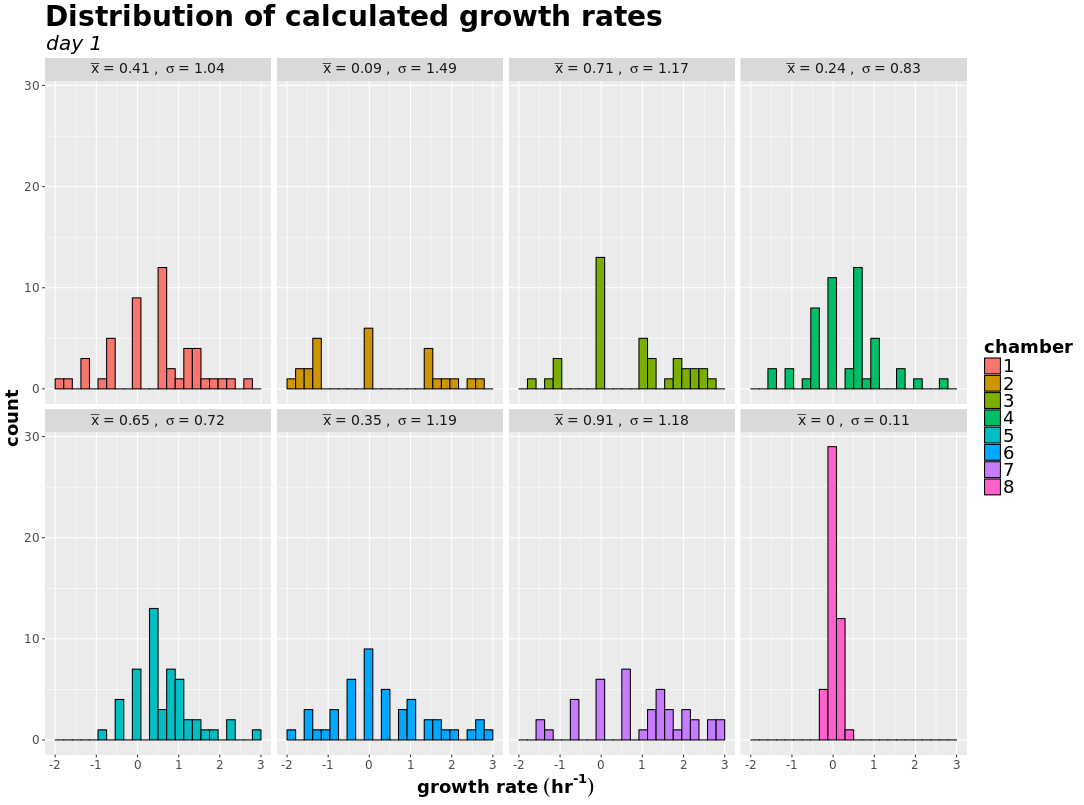 Distribution of calculated growth rates
day 1
x̅ = 0.41 , σ = 1.04
x̅ = 0.09 , σ = 1.49
x̅ = 0.71 , σ = 1.17
x̅ = 0.24 , σ = 0.83
30
20
10
0
x̅ = 0.65 , σ = 0.72
x̅ = 0.35 , σ = 1.19
x̅ = 0.91 , σ = 1.18
x̅ = 0 , σ = 0.11
30
20
10
0
-2 -1 0 1 2 3
-2 -1 0 1 2 3
-2 -1 0 1 2 3
-2 -1 0 1 2 3
count
growth rate (hr⁻¹)
chamber
1
2
3
4
5
6
7
8